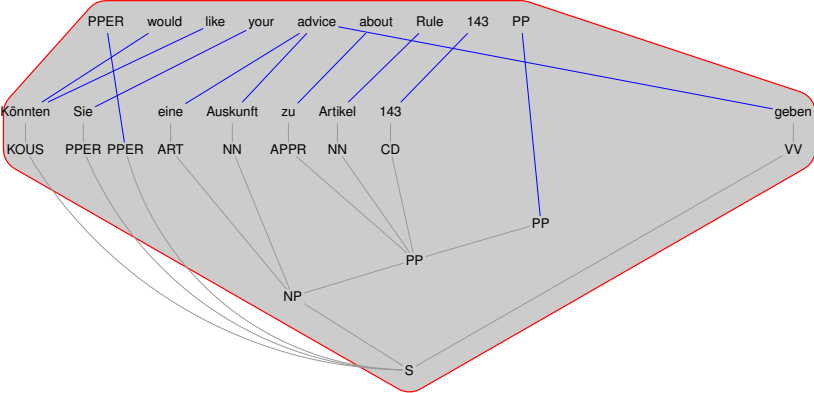 PPER would like your advice about Rule 143 PP
Könnten Sie eine Auskunft zu Artikel 143 geben
KOUS PPER PPER ART NN APPR NN CD VV
PP
PP
NP
S